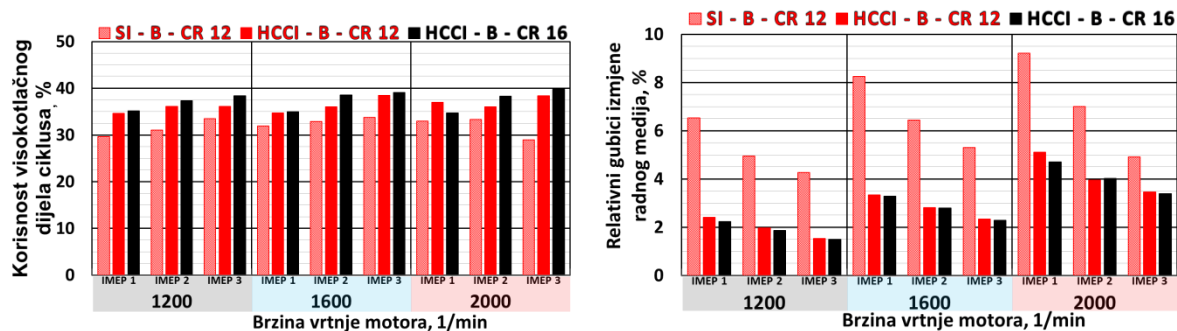 SI - B - CR 12 HCCI - B - CR 12 HCCI - B - CR 16
Korisnost visokotlačnog
dijela ciklusa, %
50
40
30
20
10
0
IMEP 1 IMEP 2 IMEP 3 IMEP 1 IMEP 2 IMEP 3 IMEP 1 IMEP 2 IMEP 3
1200 1600 2000
Brzina vrtnje motora, 1/min
SI - B - CR 12 HCCI - B - CR 12 HCCI - B - CR 16
Relativni gubici izmjene
radnog medija, %
10
8
6
4
2
0
IMEP 1 IMEP 2 IMEP 3 IMEP 1 IMEP 2 IMEP 3 IMEP 1 IMEP 2 IMEP 3
1200 1600 2000
Brzina vrtnje motora, 1/min